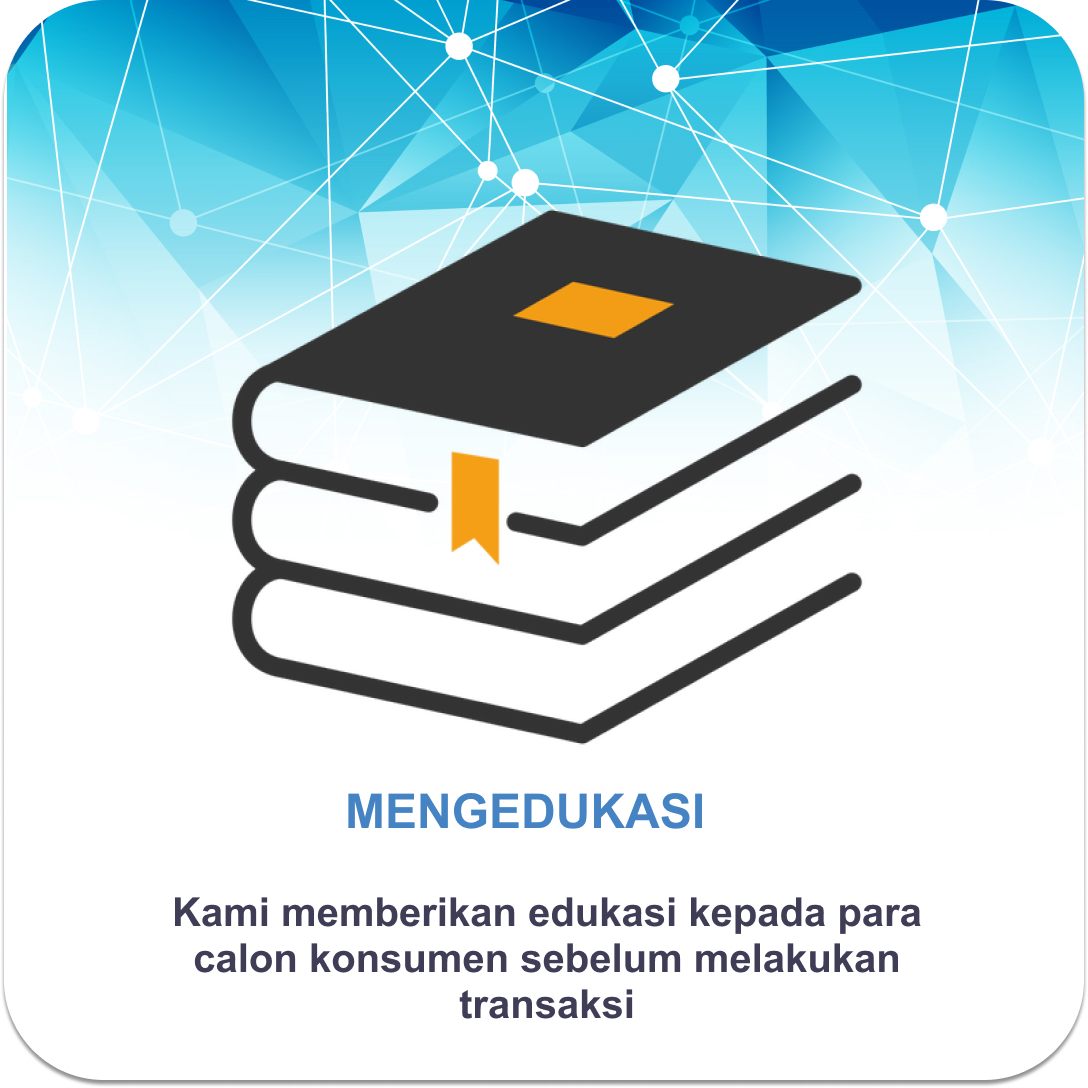 MENGEDUKASI
Kami memberikan edukasi kepada para
calon konsumen sebelum melakukan
transaksi